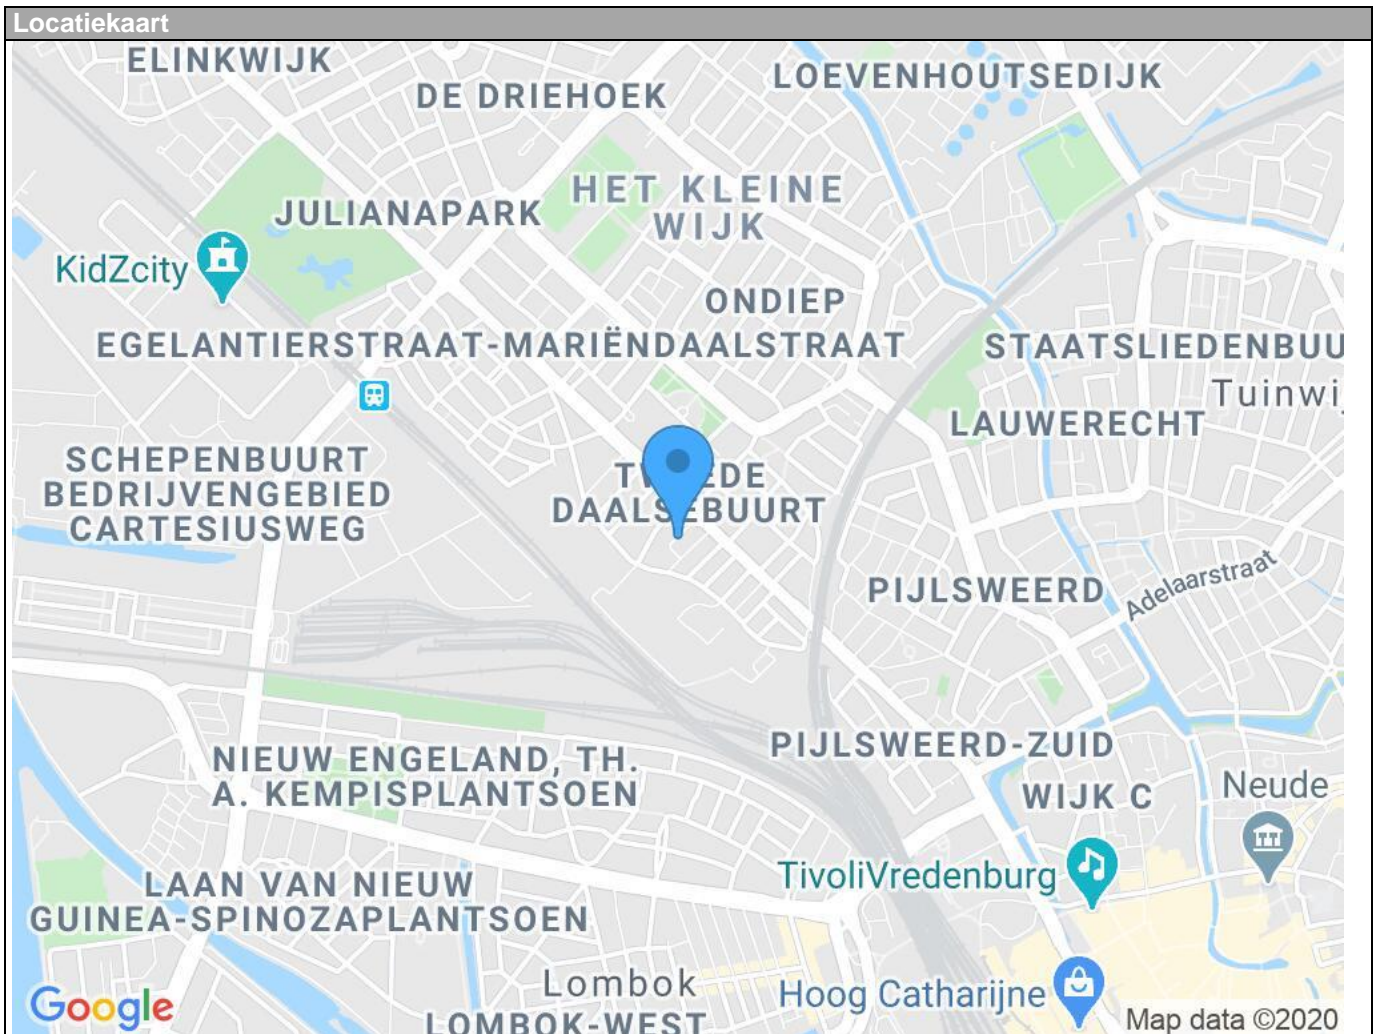 Locatiekaart
ELINKWIJK
DE DRIEHOEK
LOEVENHOUTSEDIJK
HET KLEINE
WIJK
JULIANAPARK
KidZcity
ONDIEP
EGELANTIERSTRAAT-MARIËNDAALSTRAAT
STAATSLIEDENBUU
Tuinwi
LAUWERECHT
SCHEPENBUURT
BEDRIJVENGEBIED
CARTESIUSWEG
TWEEDE
DAALSEBUURT
PIJLSWEERD
Adelaarstraat
NIEUW ENGELAND, TH.
A. KEMPISPLANTSOEN
PIJLSWEERD-ZUID
WIJK C
Neude
TivoliVredenburg
LAAN VAN NIEUW
GUINEA-SPINOZAPLANTSOEN
Lombok
LOMBOK-WEST
Hoog Catharijne
Google
Map data ©2020